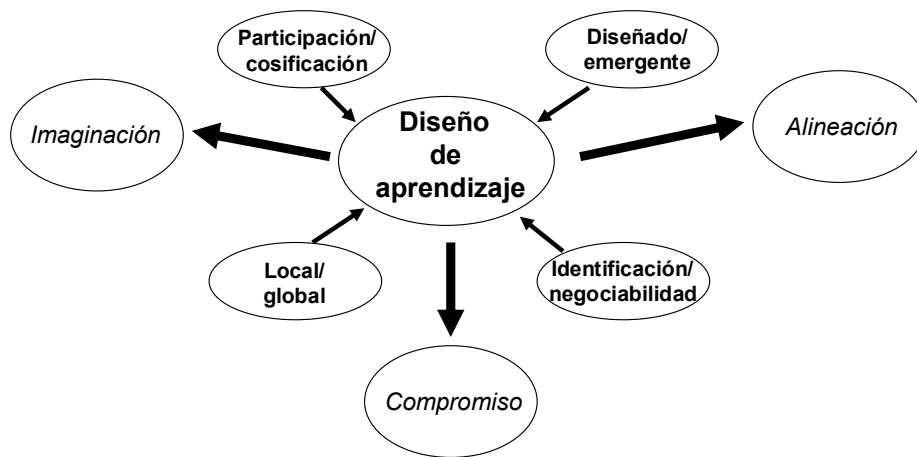 Participación/
cosificación
Diseñado/
emergente
Imaginación
Diseño
de
aprendizaje
Alineación
Local/
global
Identificación/
negociabilidad
Compromiso